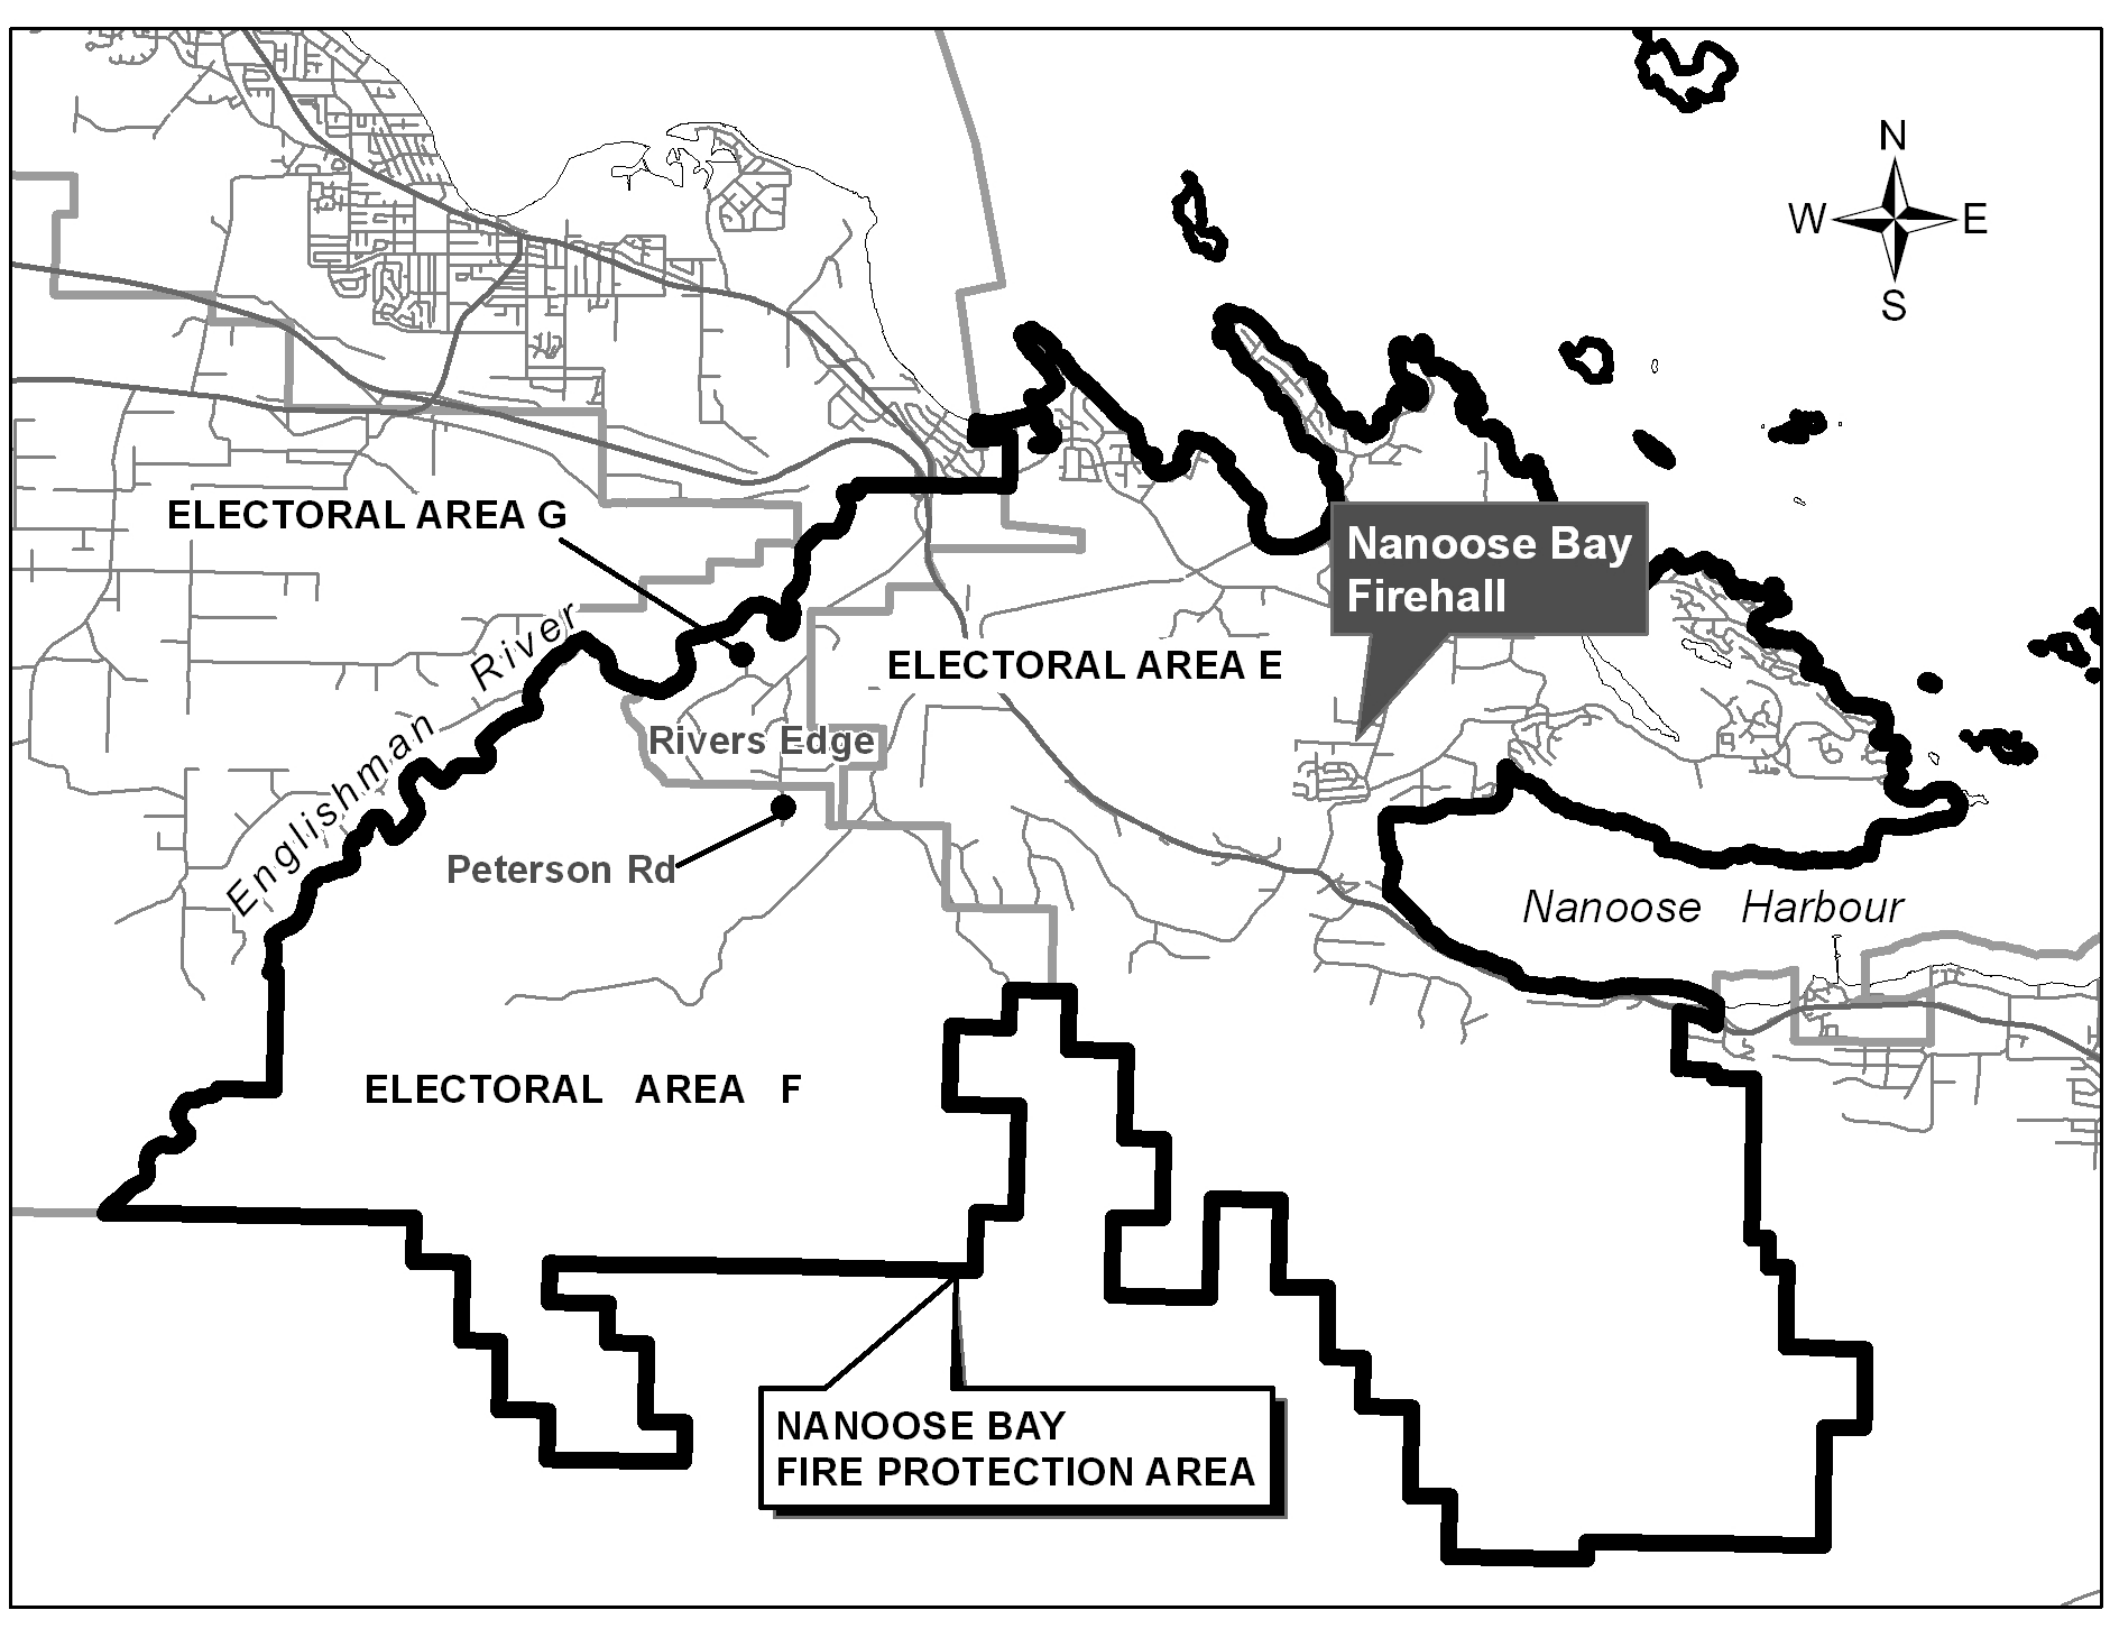 N
W E
S
ELECTORAL AREA G
Nanoose Bay
Firehall
Englishman River
ELECTORAL AREA E
Rivers Edge
Peterson Rd
Nanoose Harbour
ELECTORAL AREA F
NANOOSE BAY
FIRE PROTECTION AREA